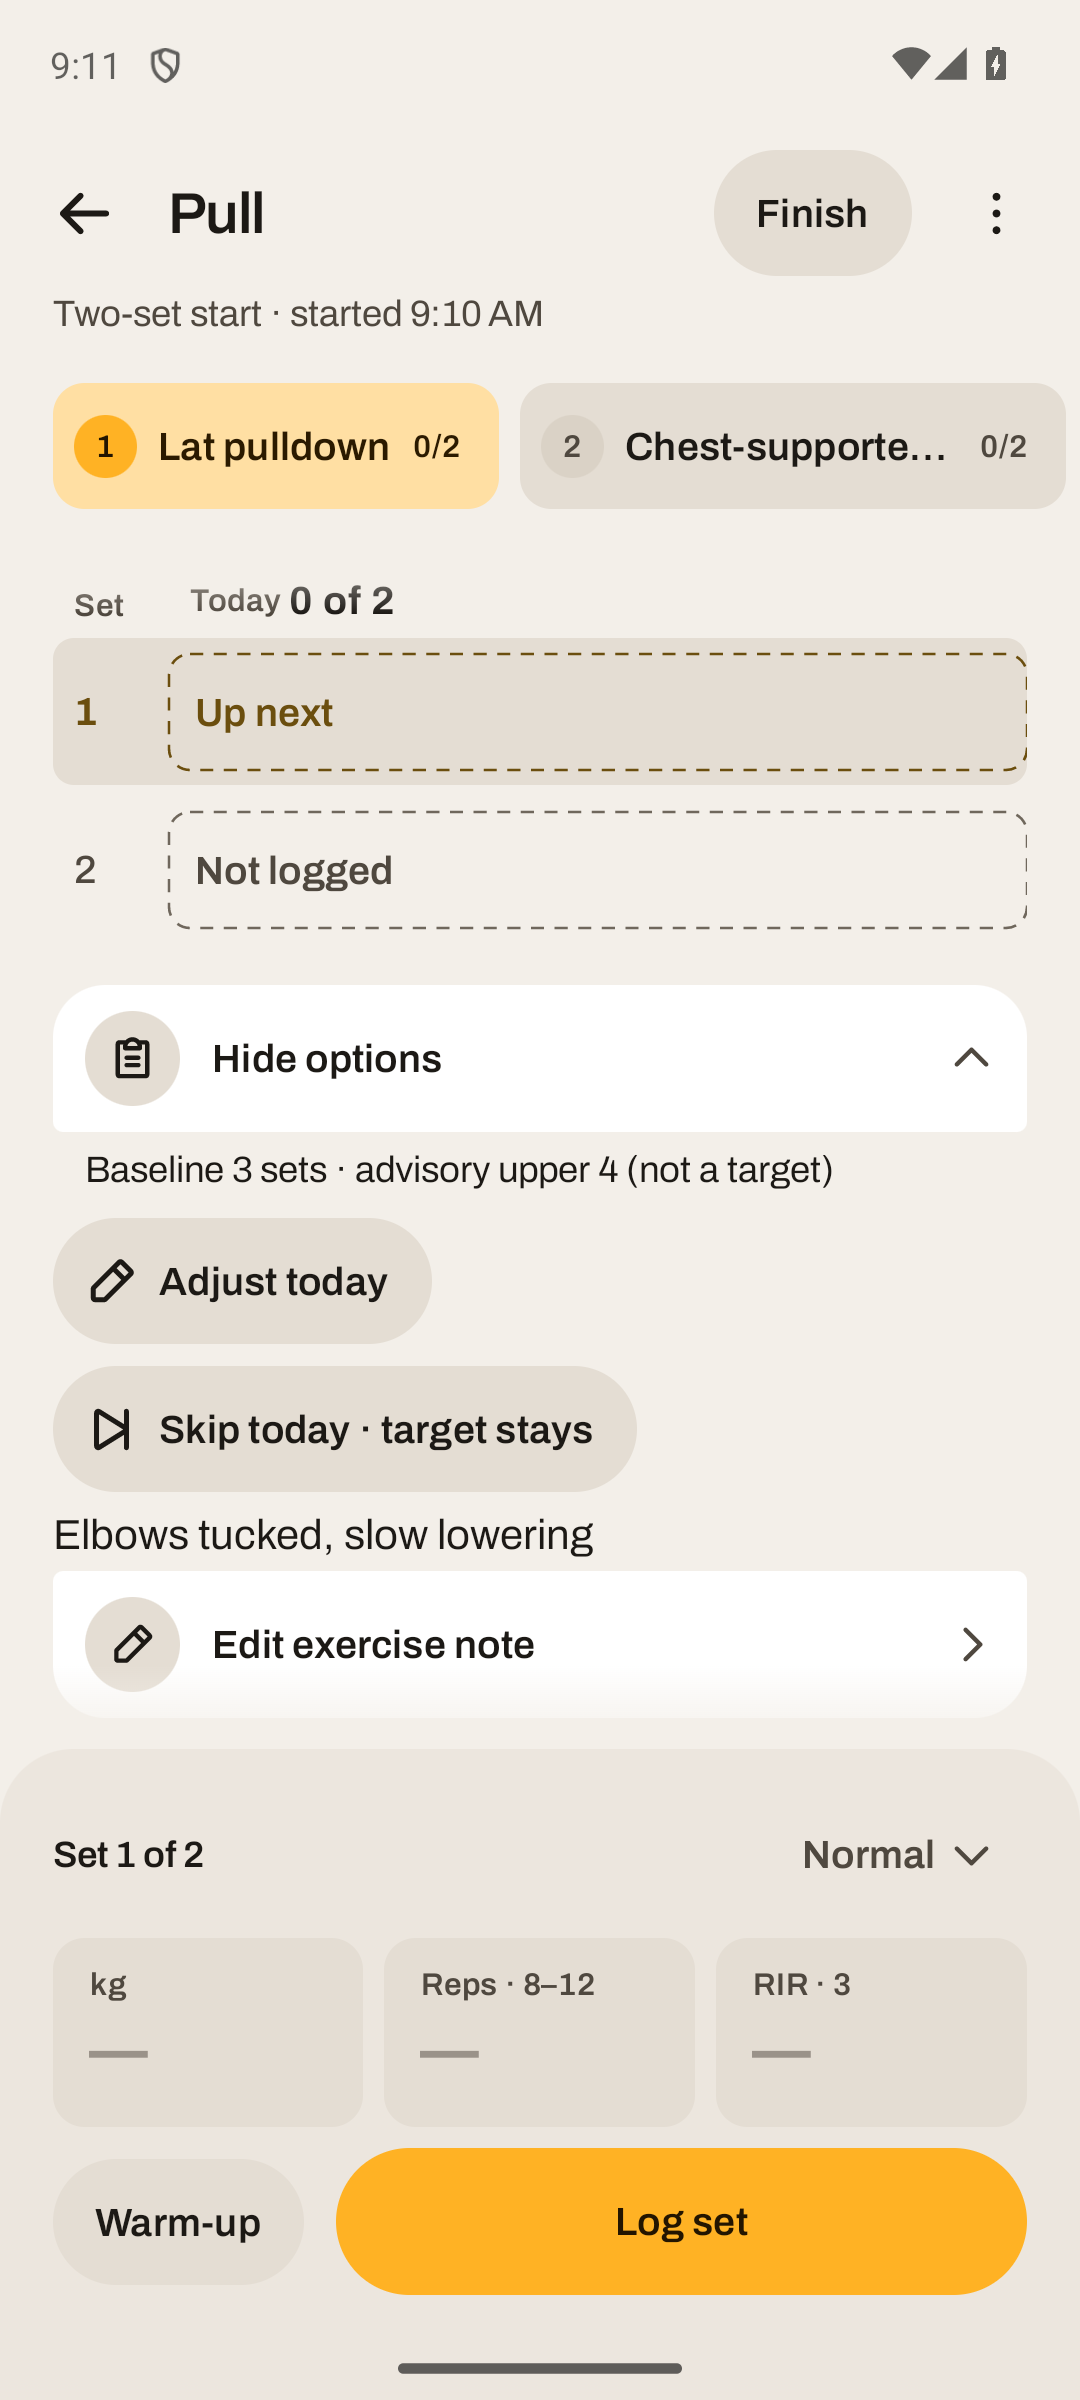 9:11
Pull
Finish
Two-set start · started 9:10 AM
1 Lat pulldown 0/2
2 Chest-supporte... 0/2
Set Today 0 of 2
1 Up next
2 Not logged
Hide options
Baseline 3 sets · advisory upper 4 (not a target)
Adjust today
Skip today · target stays
Elbows tucked, slow lowering
Edit exercise note
Set 1 of 2 Normal
kg Reps · 8–12 RIR · 3
— — —
Warm-up Log set